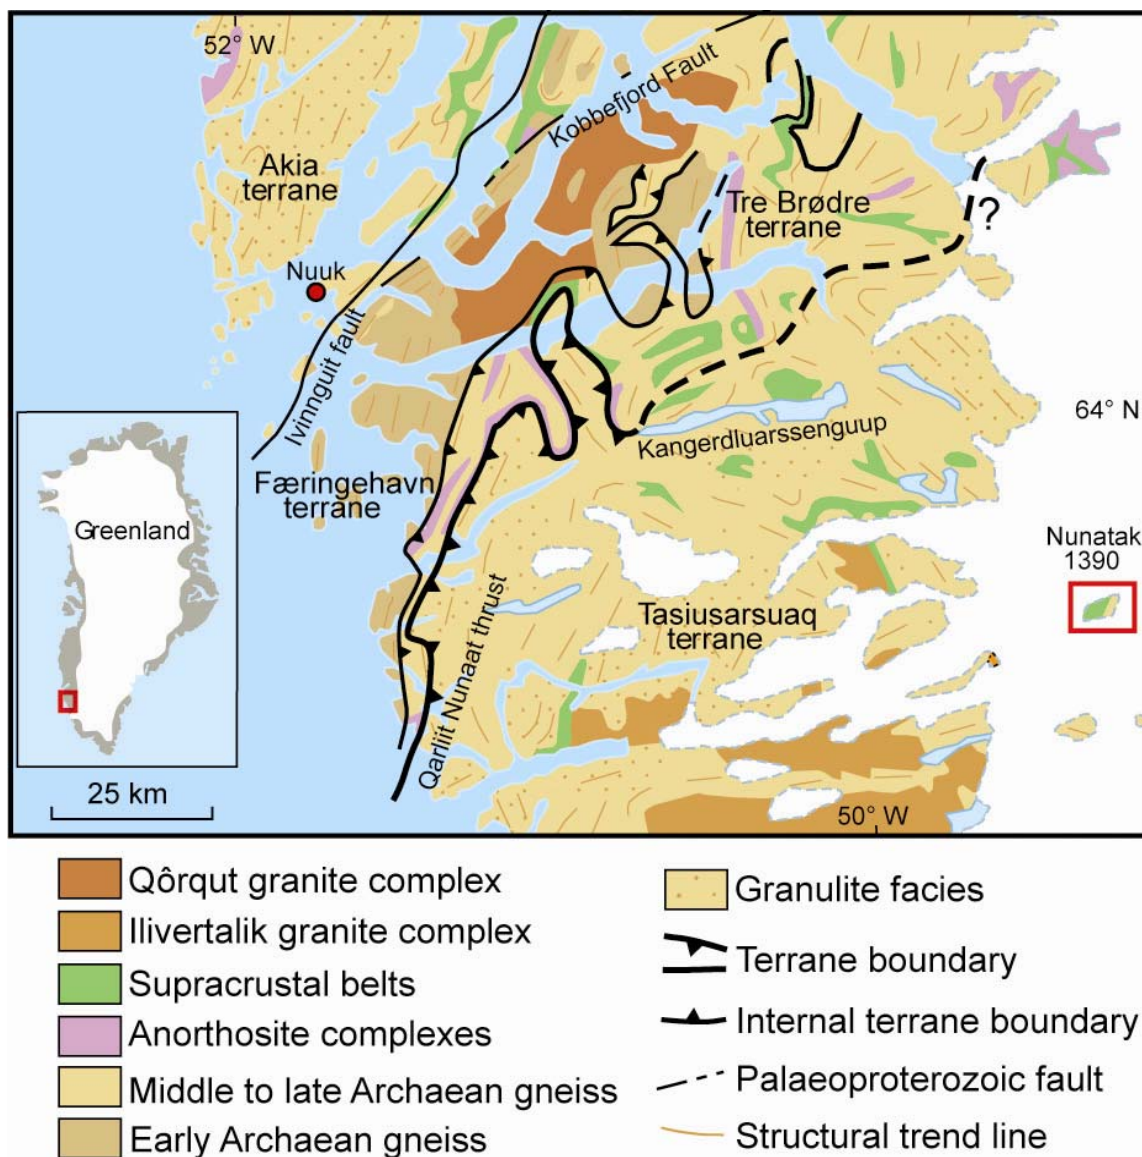 52° W
Kobbefjord Fault
Akia
terrane
Tre Brødre
terrane
?
Nuuk
Ivinnguit fault
64° N
Kangerdluarssenguup
Færingehavn
terrane
Greenland
Nunatak
1390
Qarliit Nunaat thrust
Tasiusarsuaq
terrane
25 km
50° W
Qôrqut granite complex
Ilivertalik granite complex
Supracrustal belts
Anorthosite complexes
Middle to late Archaean gneiss
Early Archaean gneiss
Granulite facies
Terrane boundary
Internal terrane boundary
Palaeoproterozoic fault
Structural trend line